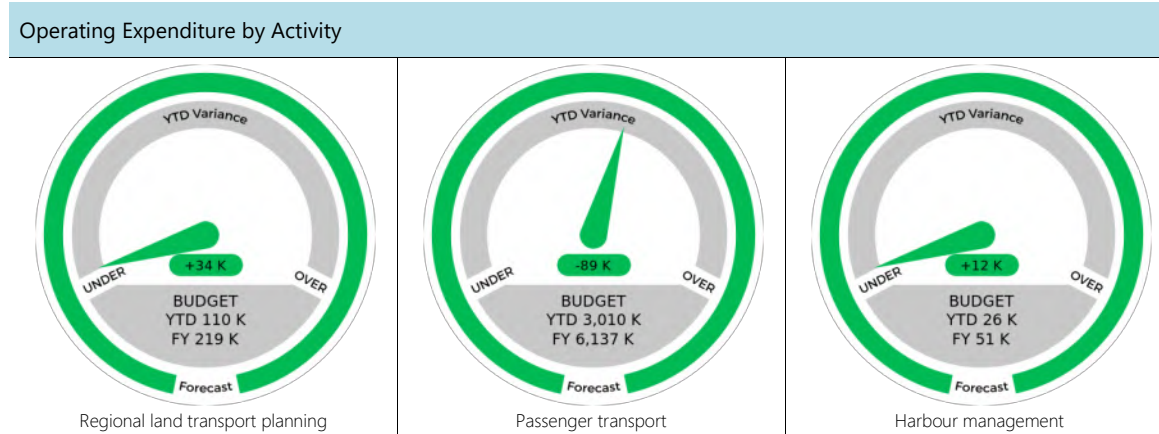 Operating Expenditure by Activity
YTD Variance
+34 K
UNDER
OVER
BUDGET
YTD 110 K
FY 219 K
Forecast
Regional land transport planning
YTD Variance
-89 K
UNDER
OVER
BUDGET
YTD 3,010 K
FY 6,137 K
Forecast
Passenger transport
YTD Variance
+12 K
UNDER
OVER
BUDGET
YTD 26 K
FY 51 K
Forecast
Harbour management